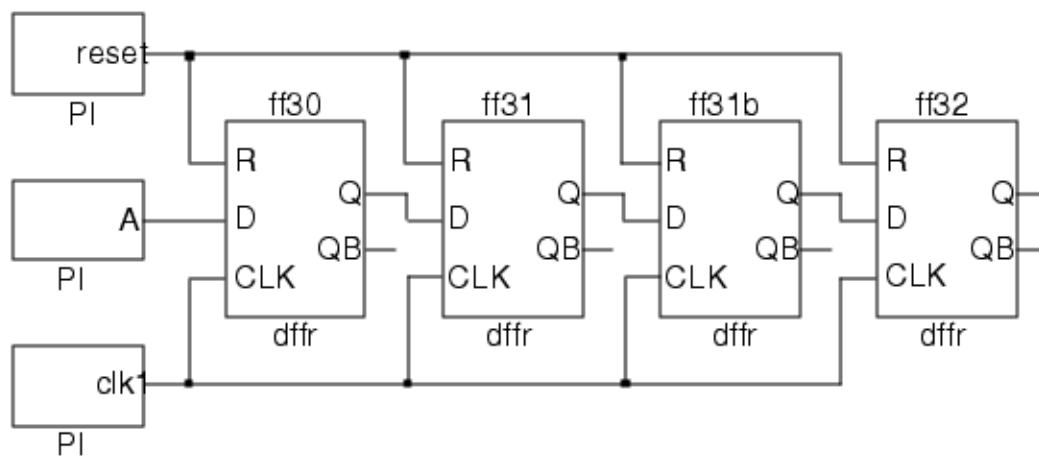 reset
PI
ff30
ff31
ff31b
ff32
R
R
R
R
A
D
Q
D
Q
D
Q
D
Q
QB
QB
QB
QB
PI
CLK
CLK
CLK
CLK
dffr
dffr
dffr
dffr
clk1
PI